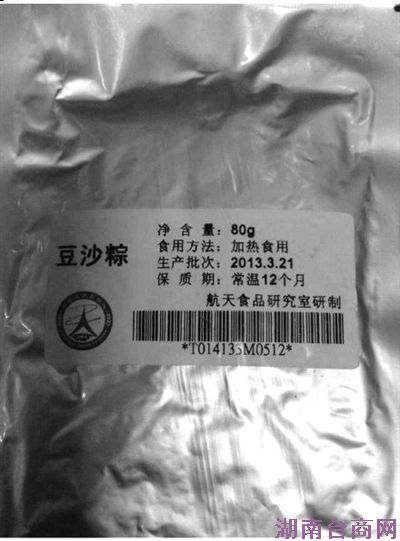 豆沙粽
净含量：80g
食用方法：加热食用
生产批次：2013.3.21
保质期：常温12个月
航天食品研究室研制
*T014135M0512*
湖南台商网